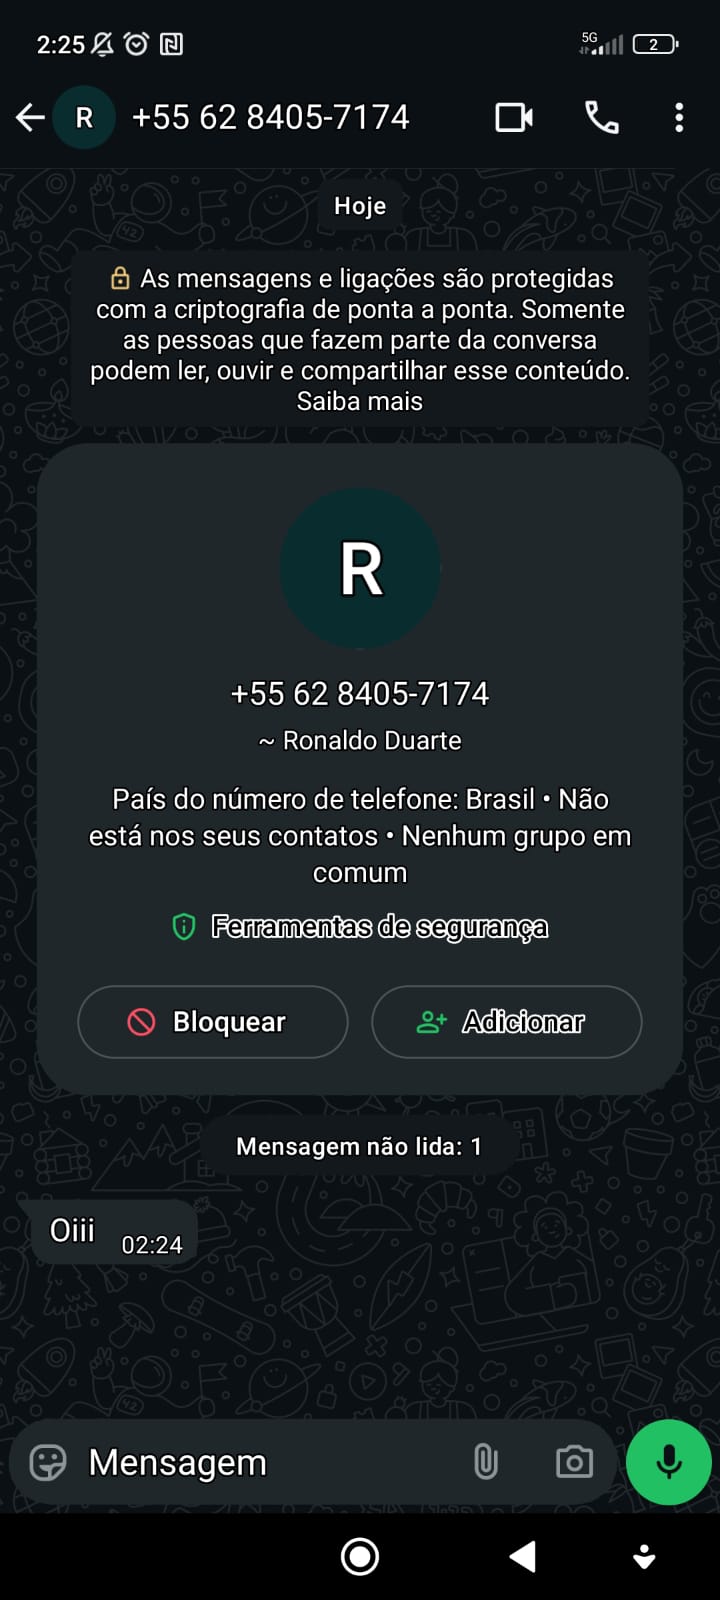 2:25
5G
2
R
+55 62 8405-7174
Hoje
As mensagens e ligações são protegidas
com a criptografia de ponta a ponta. Somente
as pessoas que fazem parte da conversa
podem ler, ouvir e compartilhar esse conteúdo.
Saiba mais
R
+55 62 8405-7174
~ Ronaldo Duarte
País do número de telefone: Brasil • Não
está nos seus contatos • Nenhum grupo em
comum
Ferramentas de segurança
Bloquear
Adicionar
Mensagem não lida: 1
Oiii
02:24
Mensagem